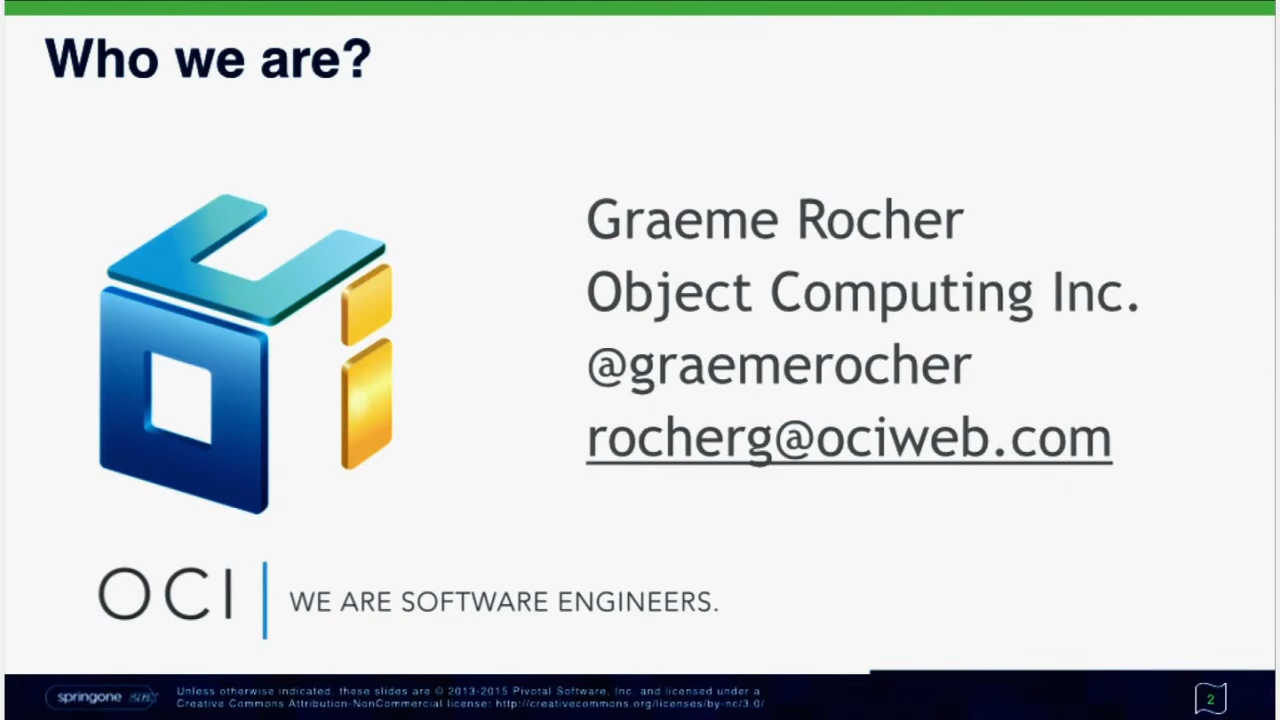 Who we are?
Graeme Rocher
Object Computing Inc.
@graemerocher
rocherg@ociweb.com
OCI
WE ARE SOFTWARE ENGINEERS.
springone
Unless otherwise indicated, these slides are © 2013-2015 Pivotal Software, Inc. and licensed under a
Creative Commons Attribution-NonCommercial license: http://creativecommons.org/licenses/by-nc/3.0/
2